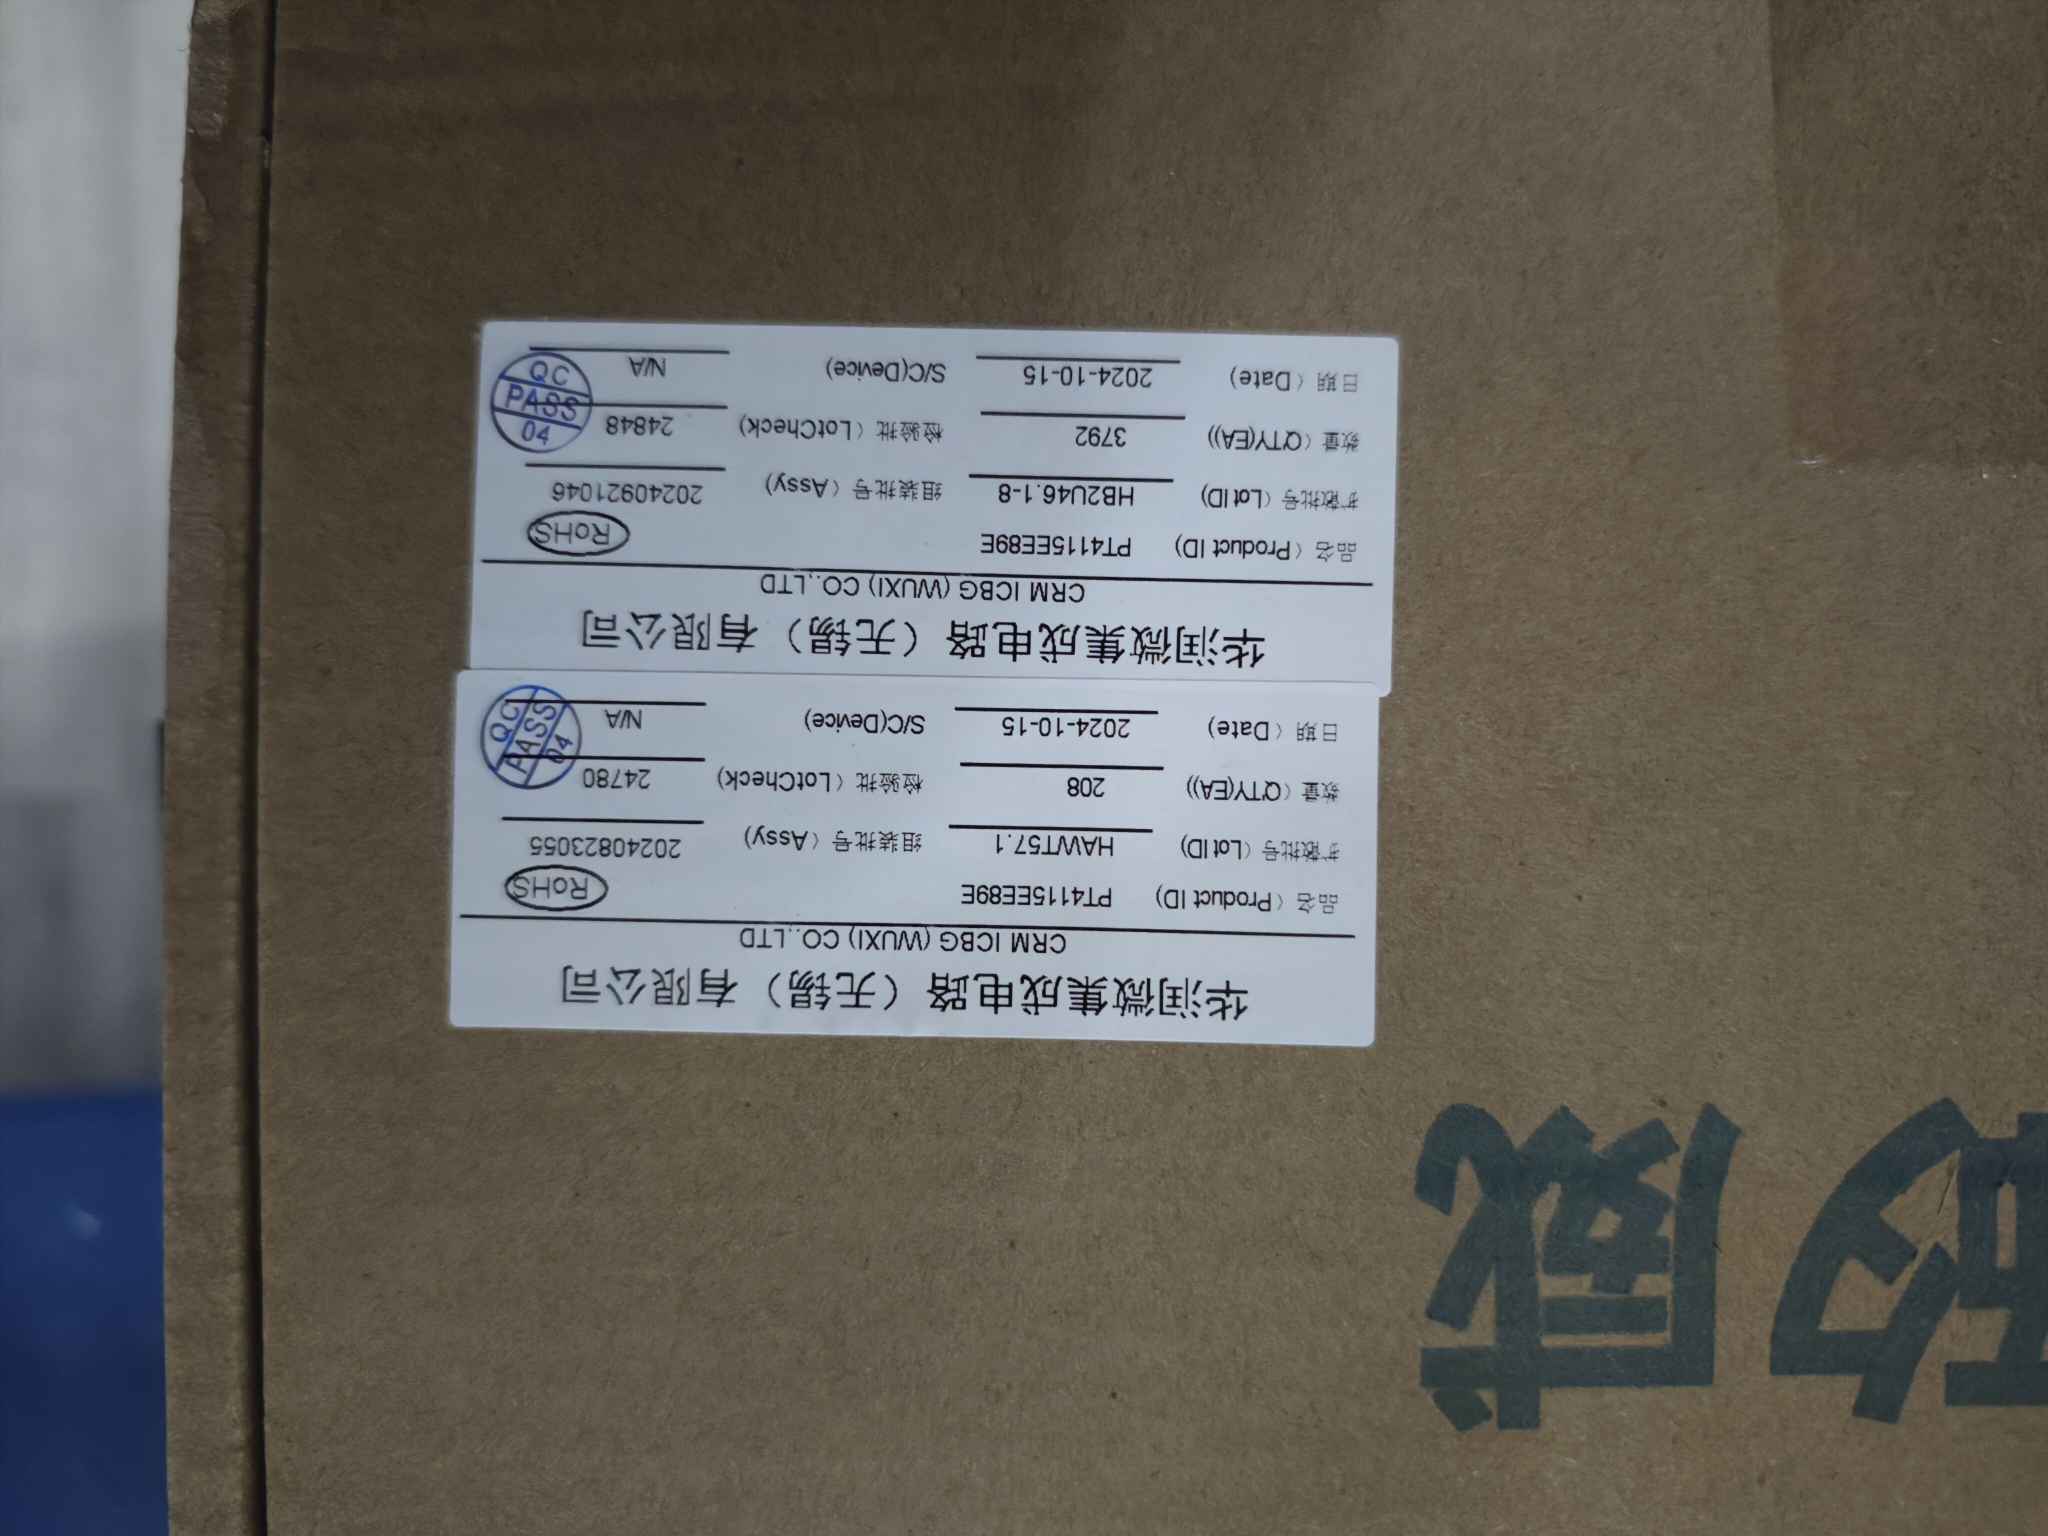 矽威
华润微集成电路（无锡）有限公司
CRM ICBG (WUXI) CO.,LTD
品名（Product ID） PT4115EE89E RoHS
扩散批号（Lot ID） HAWT57.1 组装批号（Assy） 20240823055
数量（QTY(EA)） 208 检验批（LotCheck） 24780
日期（Date） 2024-10-15 S/C(Device) N/A
QC
PASS
04
华润微集成电路（无锡）有限公司
CRM ICBG (WUXI) CO.,LTD
品名（Product ID） PT4115EE89E RoHS
扩散批号（Lot ID） HB2U46.1-8 组装批号（Assy） 20240921046
数量（QTY(EA)） 3792 检验批（LotCheck） 24848
日期（Date） 2024-10-15 S/C(Device) N/A
QC
PASS
04